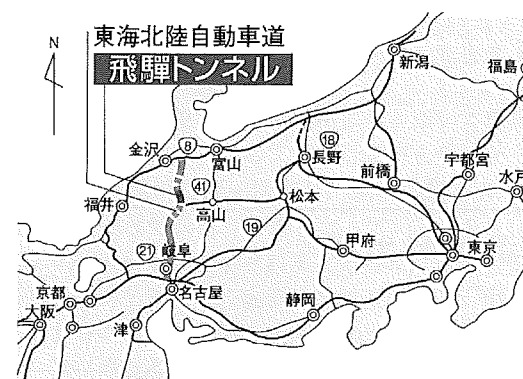 東海北陸自動車道
飛驒トンネル
N
新潟
福島
金沢
8
富山
18
長野
宇都宮
前橋
水戸
41
福井
高山
松本
19
21
岐阜
甲府
東京
京都
名古屋
大阪
静岡
津